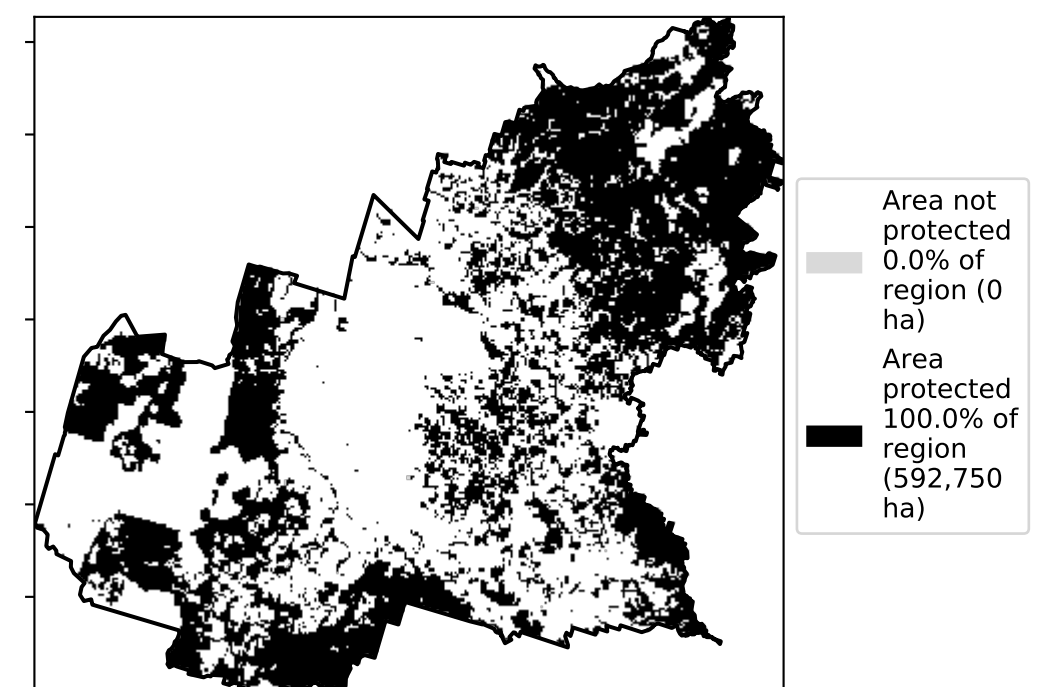 Area not
protected
0.0% of
region (0
ha)
Area
protected
100.0% of
region
(592,750
ha)